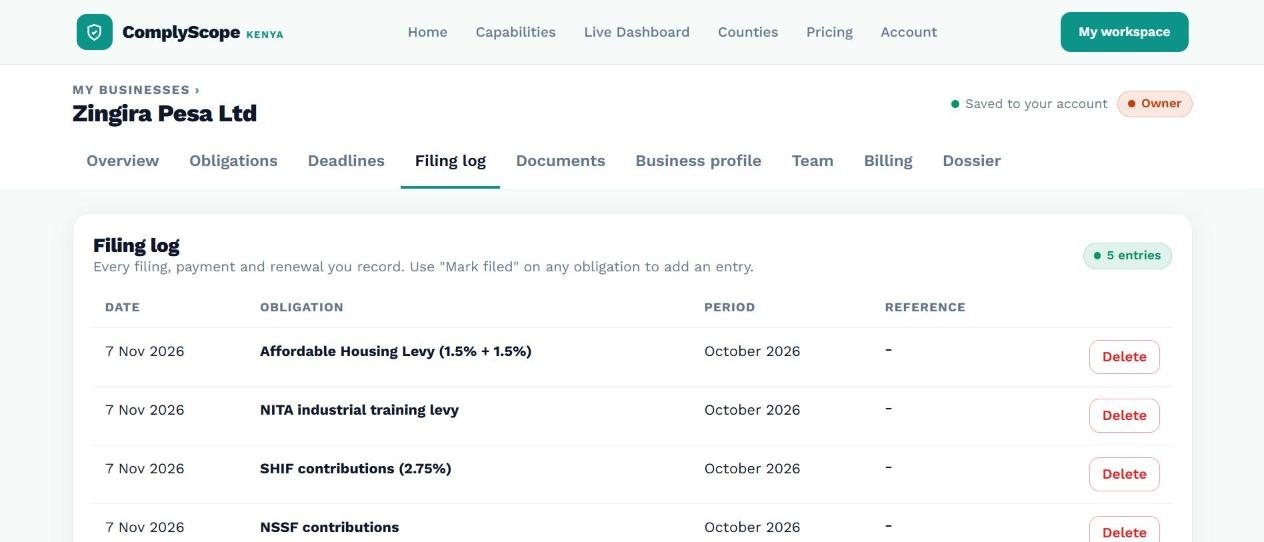 ComplyScope KENYA
Home Capabilities Live Dashboard Counties Pricing Account
My workspace
MY BUSINESSES ›
Zingira Pesa Ltd
Saved to your account
Owner
Overview Obligations Deadlines Filing log Documents Business profile Team Billing Dossier
Filing log
Every filing, payment and renewal you record. Use "Mark filed" on any obligation to add an entry.
5 entries
DATE OBLIGATION PERIOD REFERENCE
7 Nov 2026 Affordable Housing Levy (1.5% + 1.5%) October 2026 - Delete
7 Nov 2026 NITA industrial training levy October 2026 - Delete
7 Nov 2026 SHIF contributions (2.75%) October 2026 - Delete
7 Nov 2026 NSSF contributions October 2026 - Delete